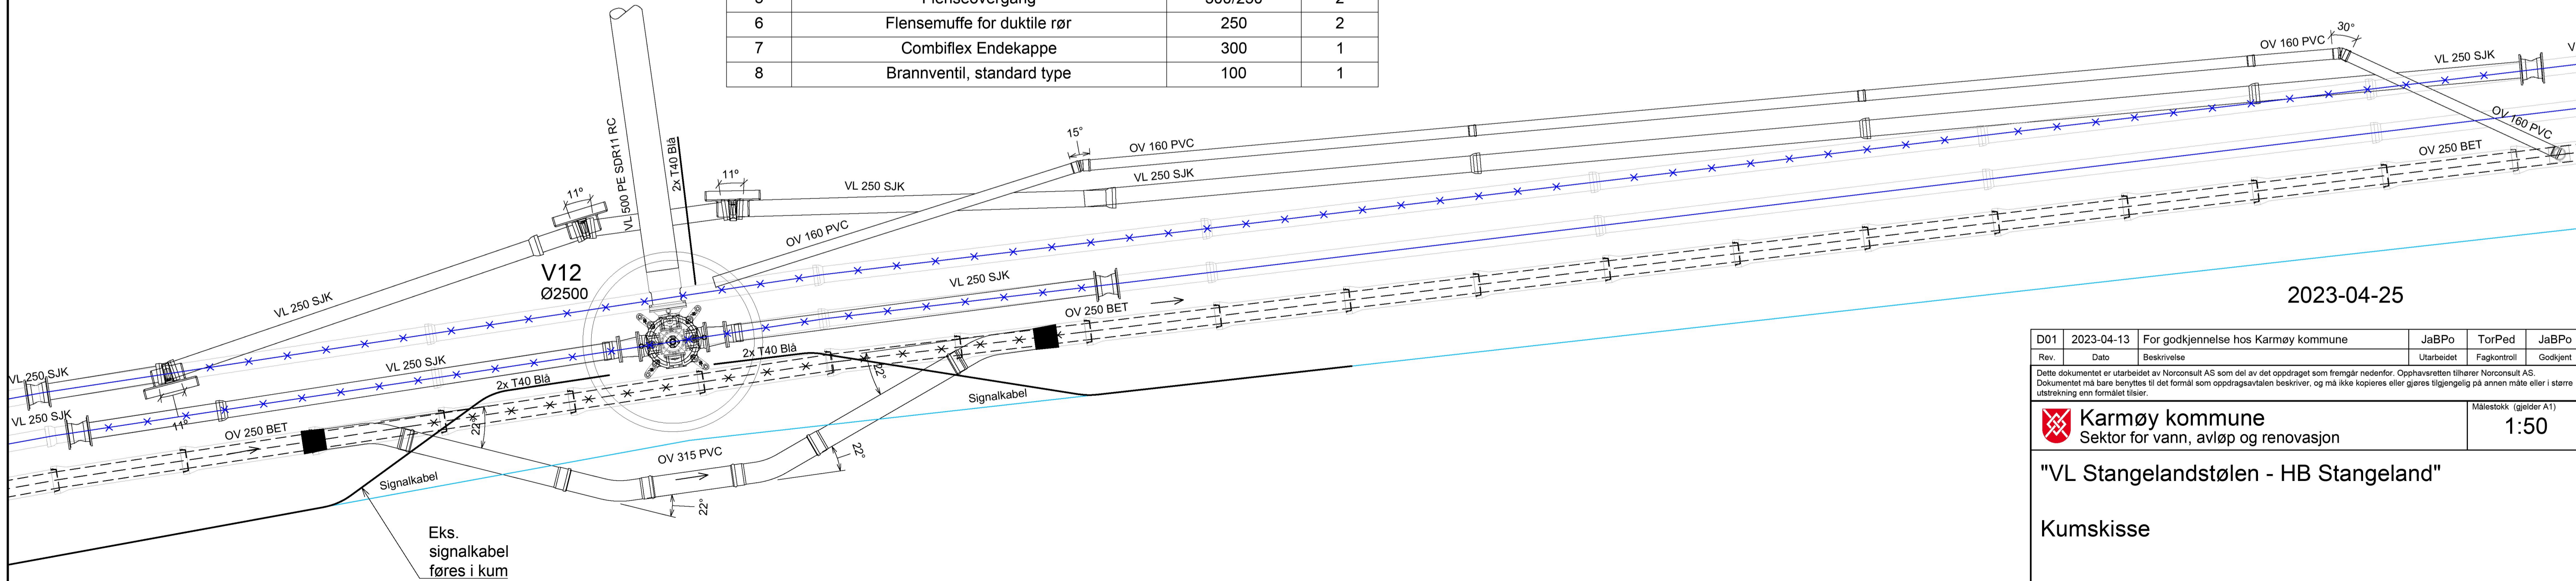 5 Flenseovergang 300/250 2
6 Flensemuffe for duktile rør 250 2
7 Combiflex Endekappe 300 1
8 Brannventil, standard type 100 1
30°
OV 160 PVC
VL 250 SJK
OV 160 PVC
OV 250 BET
VL 500 PE SDR11 RC
2x T40 Blå
15°
OV 160 PVC
11°
11°
VL 250 SJK
VL 250 SJK
OV 160 PVC
V12
Ø2500
VL 250 SJK
VL 250 SJK
OV 250 BET
2x T40 Blå
VL 250 SJK
VL 250 SJK
2x T40 Blå
22°
Signalkabel
VL 250 SJK
11°
OV 250 BET
22°
OV 315 PVC
22°
Signalkabel
22°
Eks.
signalkabel
føres i kum
2023-04-25
D01 2023-04-13 For godkjennelse hos Karmøy kommune JaBPo TorPed JaBPo
Rev. Dato Beskrivelse Utarbeidet Fagkontroll Godkjent
Dette dokumentet er utarbeidet av Norconsult AS som del av det oppdraget som fremgår nedenfor. Opphavsretten tilhører Norconsult AS.
Dokumentet må bare benyttes til det formål som oppdragsavtalen beskriver, og må ikke kopieres eller gjøres tilgjengelig på annen måte eller i større
utstrekning enn formålet tilsier.
Karmøy kommune
Sektor for vann, avløp og renovasjon
Målestokk (gjelder A1)
1:50
"VL Stangelandstølen - HB Stangeland"
Kumskisse